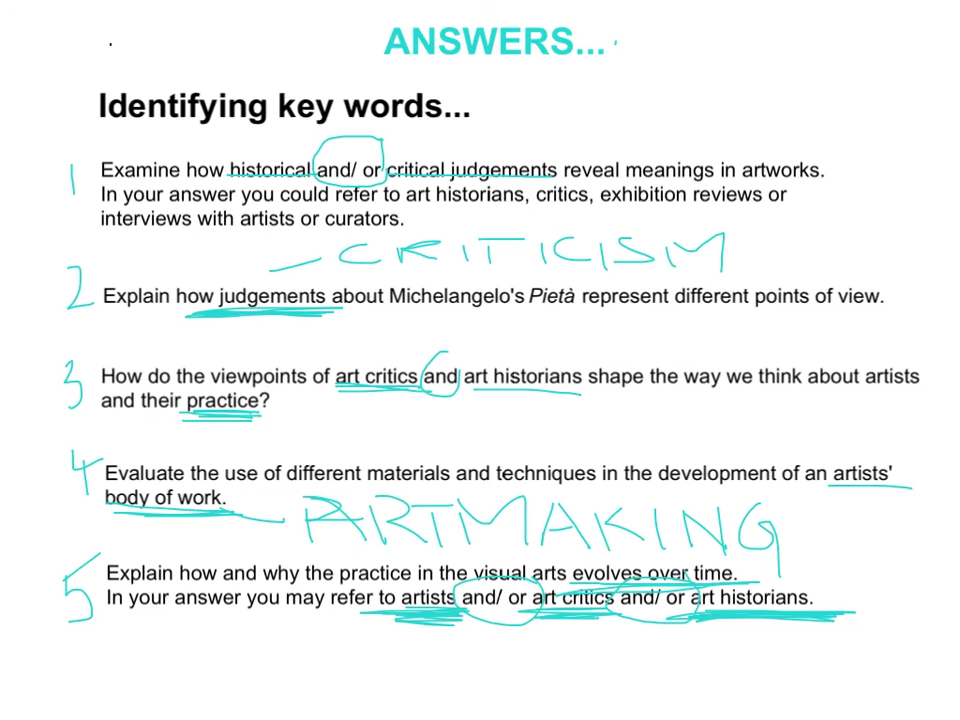 ANSWERS...
Identifying key words...
1 Examine how historical and/ or critical judgements reveal meanings in artworks.
In your answer you could refer to art historians, critics, exhibition reviews or
interviews with artists or curators.
- CRITICISM
2 Explain how judgements about Michelangelo's Pietà represent different points of view.
3 How do the viewpoints of art critics and art historians shape the way we think about artists
and their practice?
4 Evaluate the use of different materials and techniques in the development of an artists'
body of work.
- ARTMAKING
5 Explain how and why the practice in the visual arts evolves over time.
In your answer you may refer to artists and/ or art critics and/ or art historians.